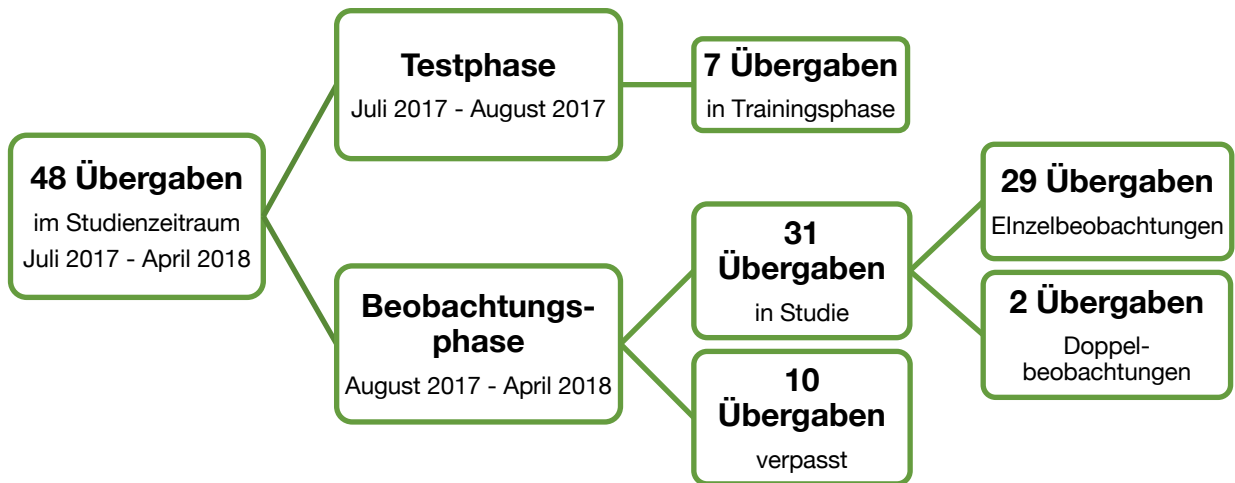 48 Übergaben
im Studienzeitraum
Juli 2017 - April 2018
Testphase
Juli 2017 - August 2017
7 Übergaben
in Trainingsphase
Beobachtungs-
phase
August 2017 - April 2018
31
Übergaben
in Studie
10
Übergaben
verpasst
29 Übergaben
EInzelbeobachtungen
2 Übergaben
Doppel-
beobachtungen